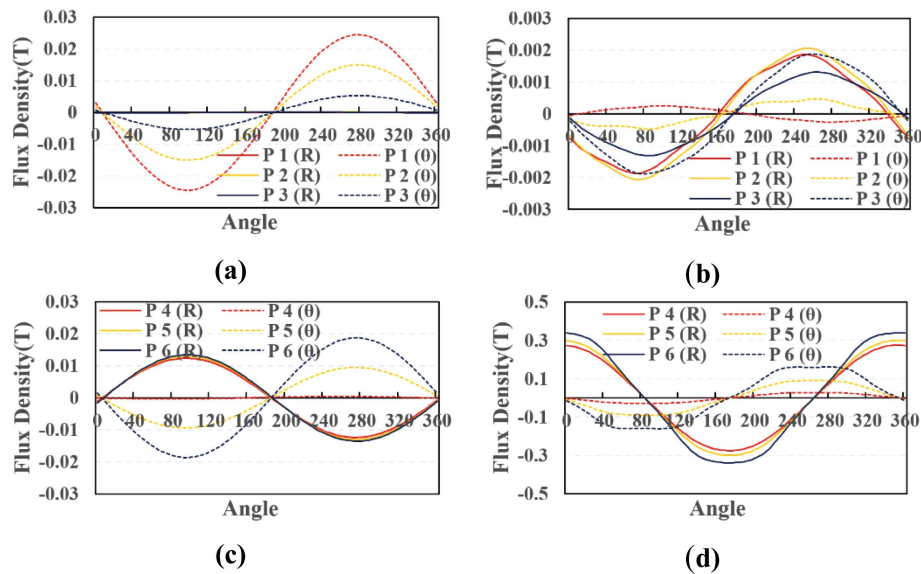 0.03
0.02
0.01
0
-0.01
-0.02
-0.03
Flux Density(T)
0 40 80 120 160 200 240 280 320 360
P 1 (R) P 1 (θ)
P 2 (R) P 2 (θ)
P 3 (R) P 3 (θ)
Angle
(a)
0.003
0.002
0.001
0
-0.001
-0.002
-0.003
Flux Density(T)
0 40 80 120 160 200 240 280 320 360
P 1 (R) P 1 (θ)
P 2 (R) P 2 (θ)
P 3 (R) P 3 (θ)
Angle
(b)
0.03
0.02
0.01
0
-0.01
-0.02
-0.03
Flux Density(T)
P 4 (R) P 4 (θ)
P 5 (R) P 5 (θ)
P 6 (R) P 6 (θ)
0 40 80 120 160 200 240 280 320 360
Angle
(c)
0.5
0.3
0.1
-0.1
-0.3
-0.5
Flux Density(T)
P 4 (R) P 4 (θ)
P 5 (R) P 5 (θ)
P 6 (R) P 6 (θ)
0 40 80 120 160 200 240 280 320 360
Angle
(d)